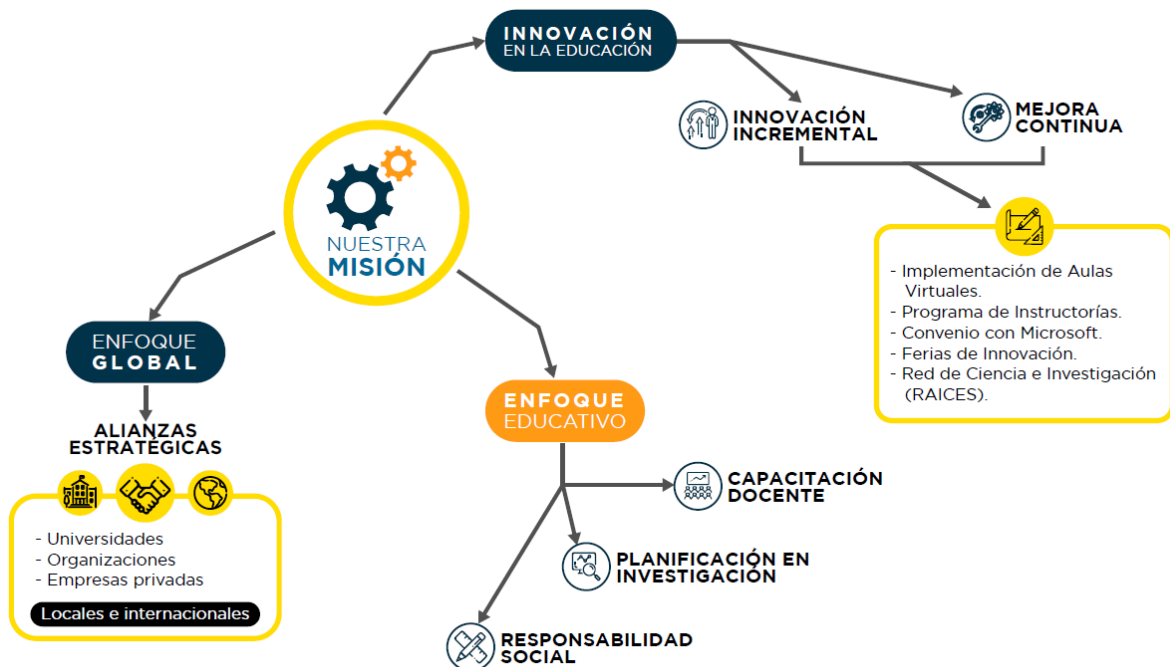 INNOVACIÓN
EN LA EDUCACIÓN
INNOVACIÓN
INCREMENTAL
MEJORA
CONTINUA
- Implementación de Aulas
Virtuales.
- Programa de Instructorías.
- Convenio con Microsoft.
- Ferias de Innovación.
- Red de Ciencia e Investigación
(RAICES).
NUESTRA
MISIÓN
ENFOQUE
GLOBAL
ALIANZAS
ESTRATÉGICAS
- Universidades
- Organizaciones
- Empresas privadas
Locales e internacionales
ENFOQUE
EDUCATIVO
CAPACITACIÓN
DOCENTE
PLANIFICACIÓN EN
INVESTIGACIÓN
RESPONSABILIDAD
SOCIAL